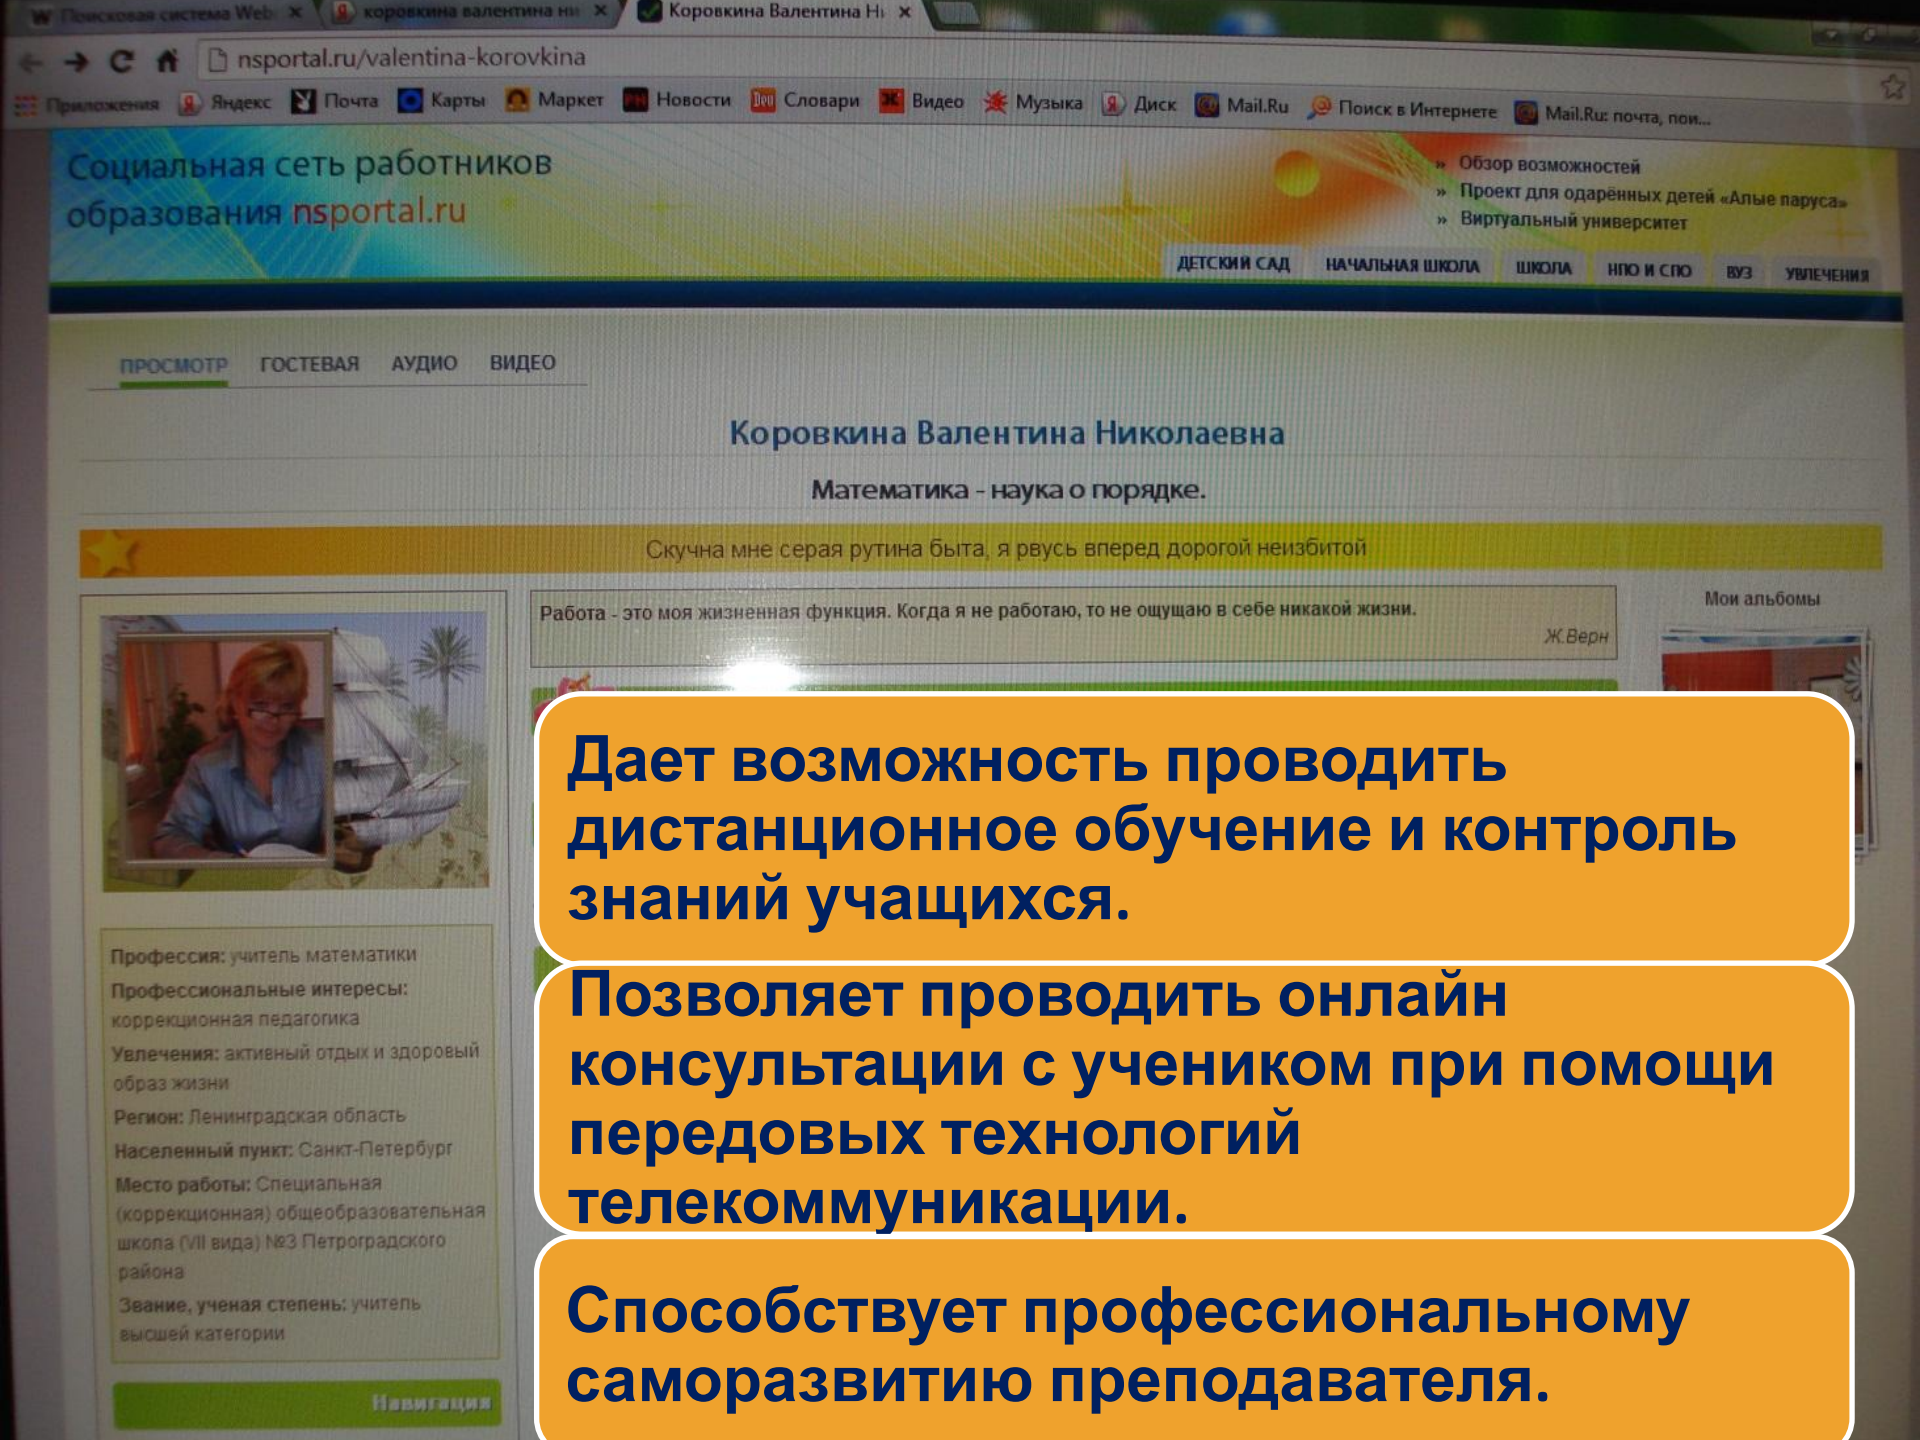 Поисковая система Web
коровкина валентина ни
Коровкина Валентина Ни
nsportal.ru/valentina-korovkina
Приложения Яндекс Почта Карты Маркет Новости Словари Видео Музыка Диск Mail.Ru Поиск в Интернете Mail.Ru: почта, пои...
Социальная сеть работников
образования nsportal.ru
» Обзор возможностей
» Проект для одарённых детей «Алые паруса»
» Виртуальный университет
ДЕТСКИЙ САД НАЧАЛЬНАЯ ШКОЛА ШКОЛА НПО И СПО ВУЗ УВЛЕЧЕНИЯ
ПРОСМОТР ГОСТЕВАЯ АУДИО ВИДЕО
Коровкина Валентина Николаевна
Математика - наука о порядке.
Скучна мне серая рутина быта, я рвусь вперед дорогой неизбитой
Работа - это моя жизненная функция. Когда я не работаю, то не ощущаю в себе никакой жизни.
Ж.Верн
Мои альбомы
Дает возможность проводить
дистанционное обучение и контроль
знаний учащихся.
Позволяет проводить онлайн
консультации с учеником при помощи
передовых технологий
телекоммуникации.
Способствует профессиональному
саморазвитию преподавателя.
Профессия: учитель математики
Профессиональные интересы:
коррекционная педагогика
Увлечения: активный отдых и здоровый
образ жизни
Регион: Ленинградская область
Населенный пункт: Санкт-Петербург
Место работы: Специальная
(коррекционная) общеобразовательная
школа (VII вида) №3 Петроградского
района
Звание, ученая степень: учитель
высшей категории
Навигация